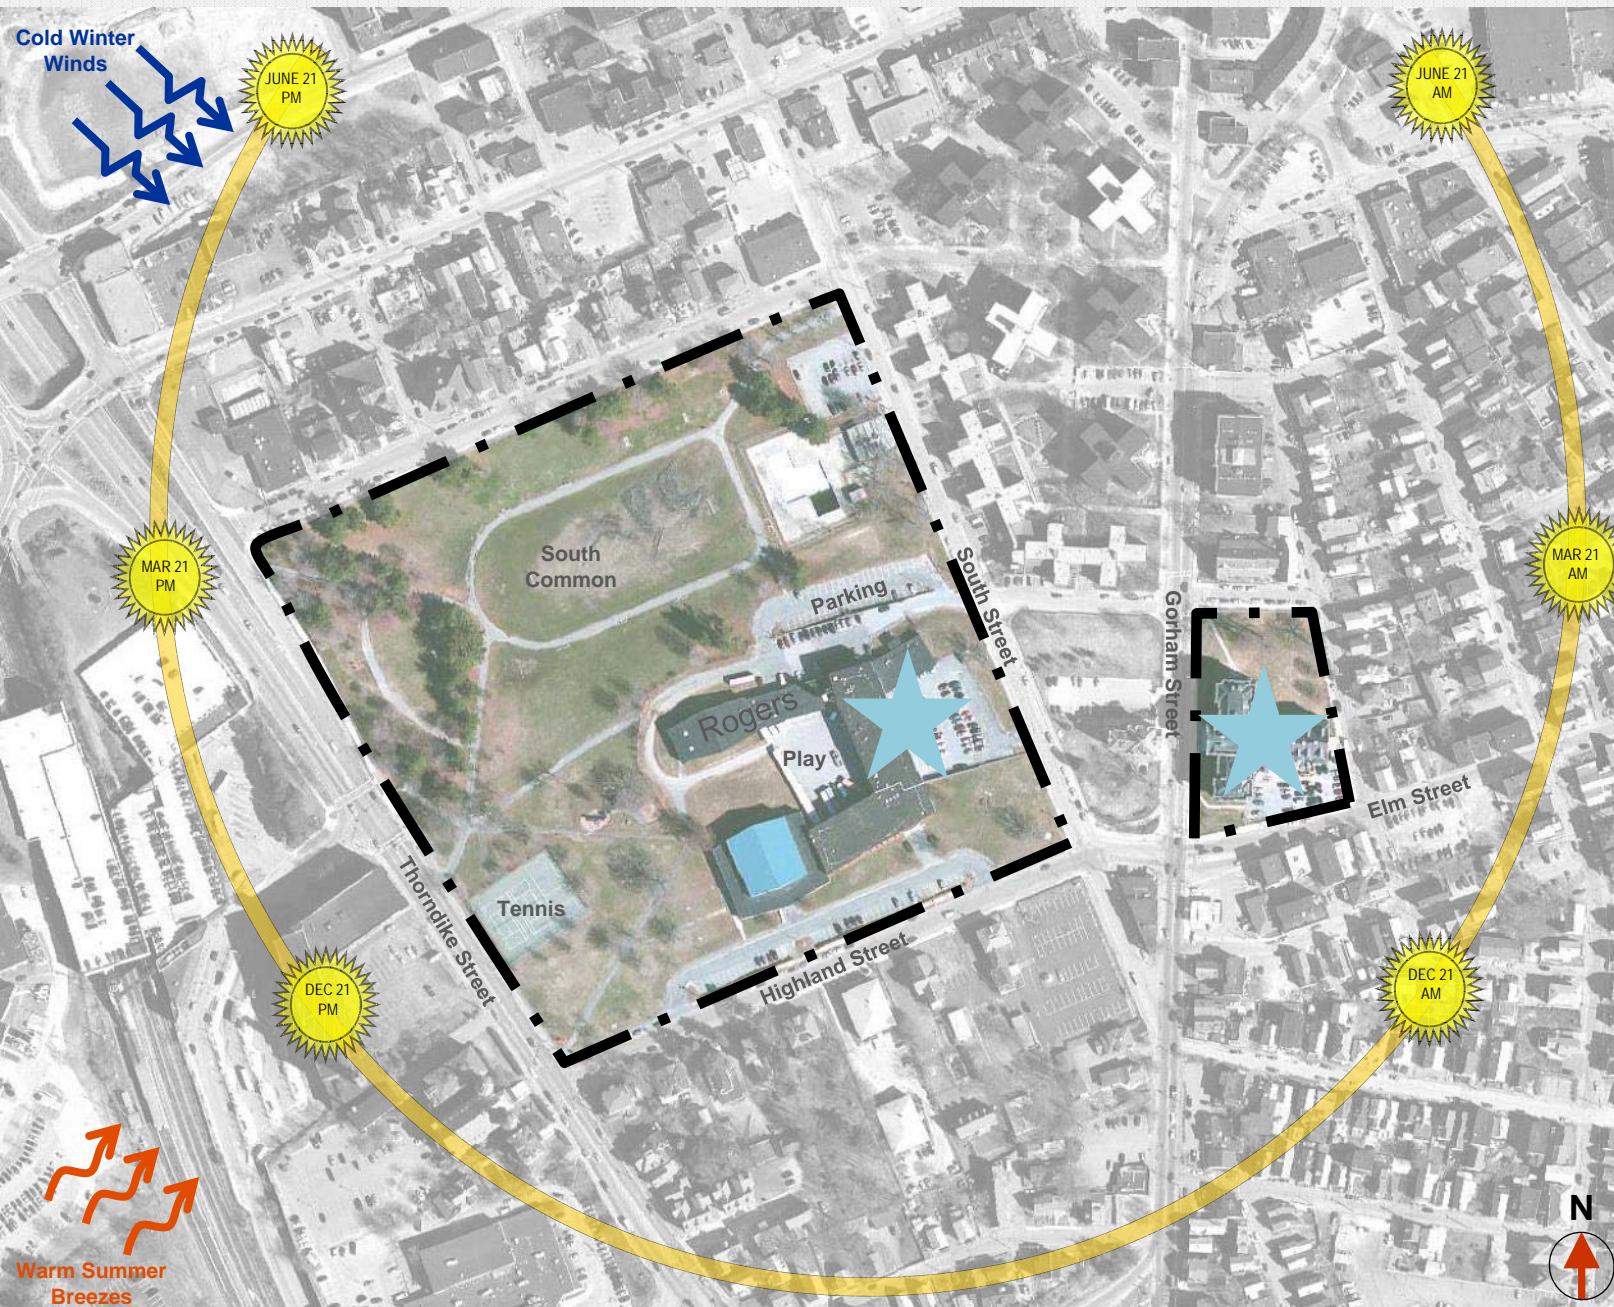 Cold Winter
Winds
JUNE 21
PM
JUNE 21
AM
South
Common
MAR 21
PM
MAR 21
AM
Parking
South Street
Gorham Street
Rogers
Play
Elm Street
Tennis
Thorndike Street
Highland Street
DEC 21
PM
DEC 21
AM
N
Warm Summer
Breezes